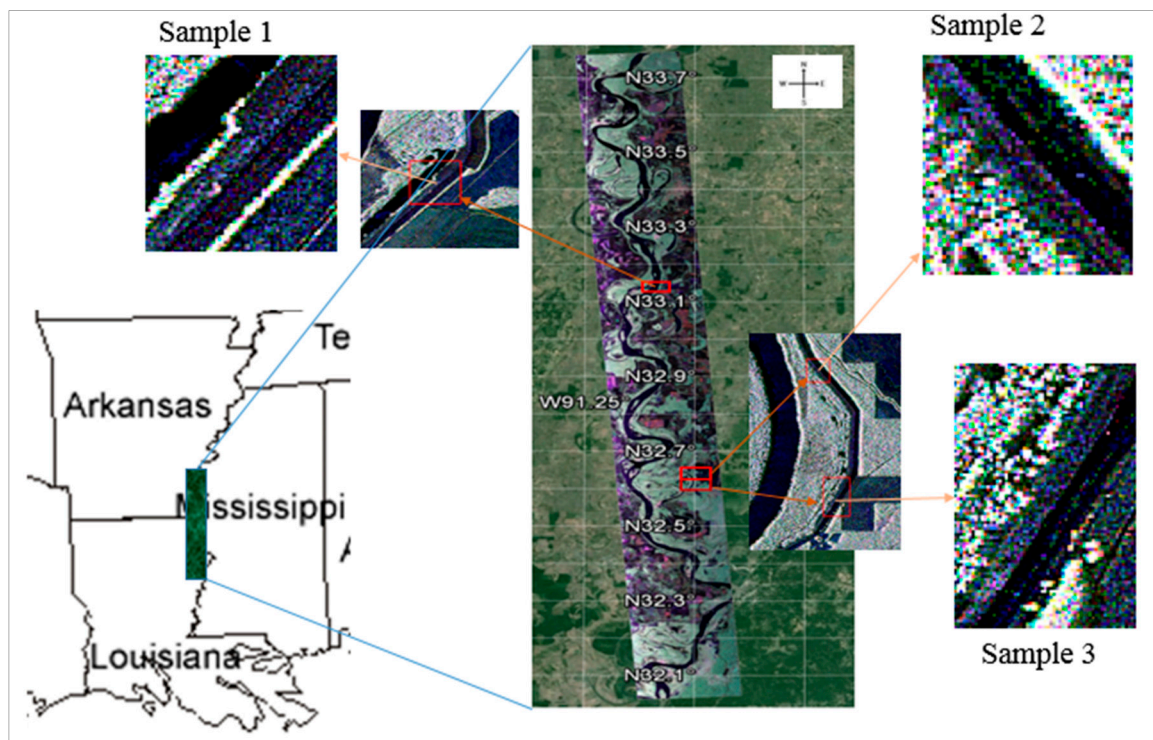 Sample 1
Sample 2
N
W E
S
N33.7°
N33.5°
N33.3°
N33.1°
N32.9°
W91.25
N32.7°
N32.5°
N32.3°
N32.1°
Te
Arkansas
Mississippi
A
Louisiana
Sample 3